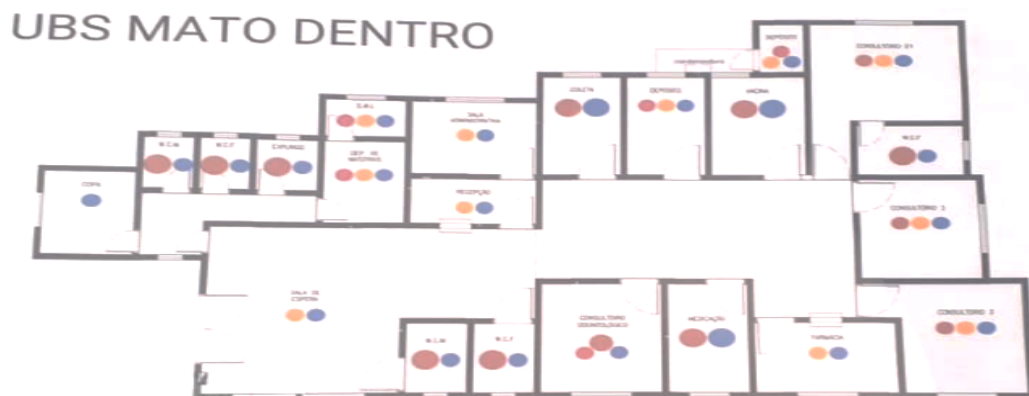 UBS MATO DENTRO
DEPÓSITO
CONSULTÓRIO 01
COLETA
DEPÓSITO
VACINA
D.M.L
SALA
ADMINISTRATIVA
W.C.M
W.C.F
EXPURGO
DEP. DE
MATERIAIS
W.C.F
COPA
RECEPÇÃO
CONSULTÓRIO 2
SALA DE
ESPERA
CONSULTÓRIO
ODONTOLÓGICO
MEDICAÇÃO
CONSULTÓRIO 3
W.C.M
W.C.F
FARMÁCIA